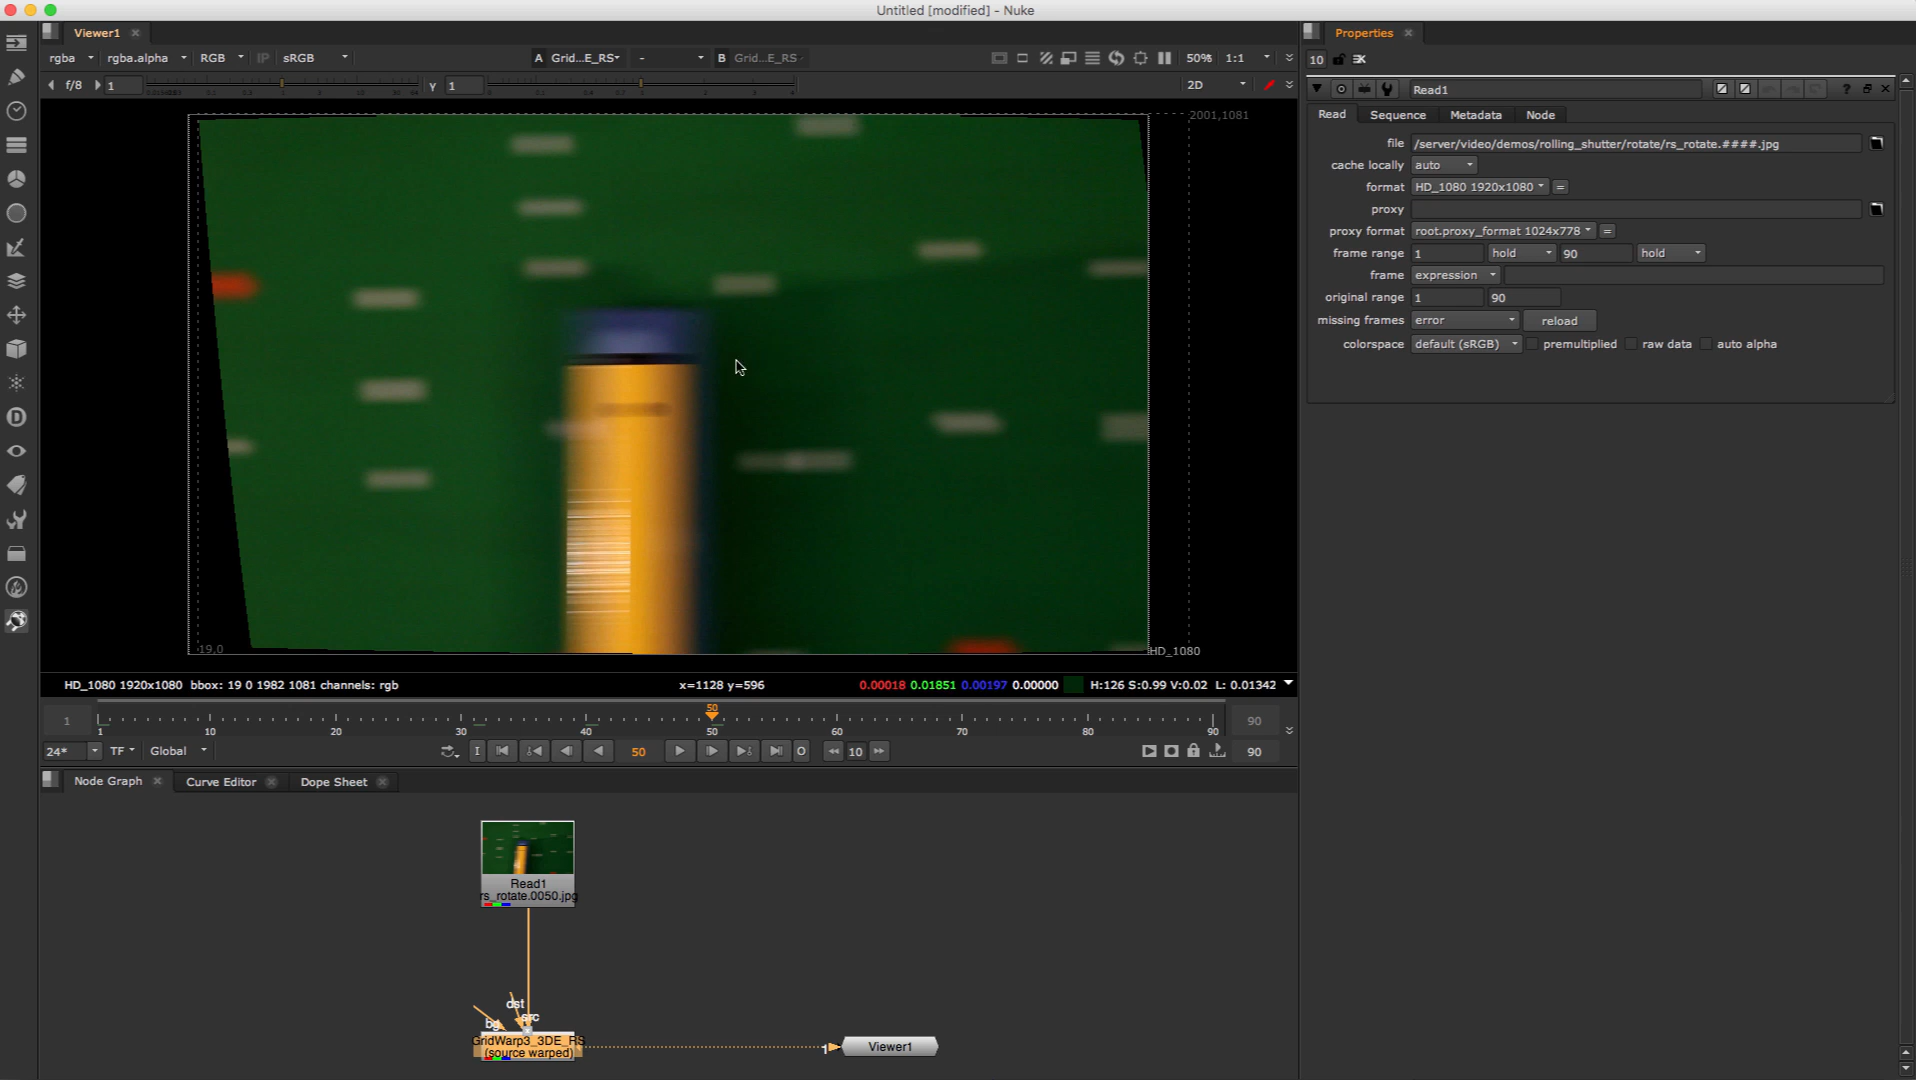 Untitled [modified] - Nuke
Viewer1
rgba rgba.alpha RGB IP sRGB A Grid...E_RS - B Grid...E_RS 50% 1:1
f/8 1 Y 1 2D
2001,1081
19,0
HD_1080
HD_1080 1920x1080 bbox: 19 0 1982 1081 channels: rgb x=1128 y=596 0.00018 0.01851 0.00197 0.00000 H:126 S:0.99 V:0.02 L: 0.01342
50
1 90
1 10 20 30 40 50 60 70 80 90
24* TF Global I 50 O 10 90
Node Graph Curve Editor Dope Sheet
Read1
rs_rotate.0050.jpg
dst
src
bg
GridWarp3_3DE_RS
(source warped)
1 Viewer1
Properties
10
Read1 ?
Read Sequence Metadata Node
file /server/video/demos/rolling_shutter/rotate/rs_rotate.####.jpg
cache locally auto
format HD_1080 1920x1080 =
proxy
proxy format root.proxy_format 1024x778 =
frame range 1 hold 90 hold
frame expression
original range 1 90
missing frames error reload
colorspace default (sRGB) premultiplied raw data auto alpha